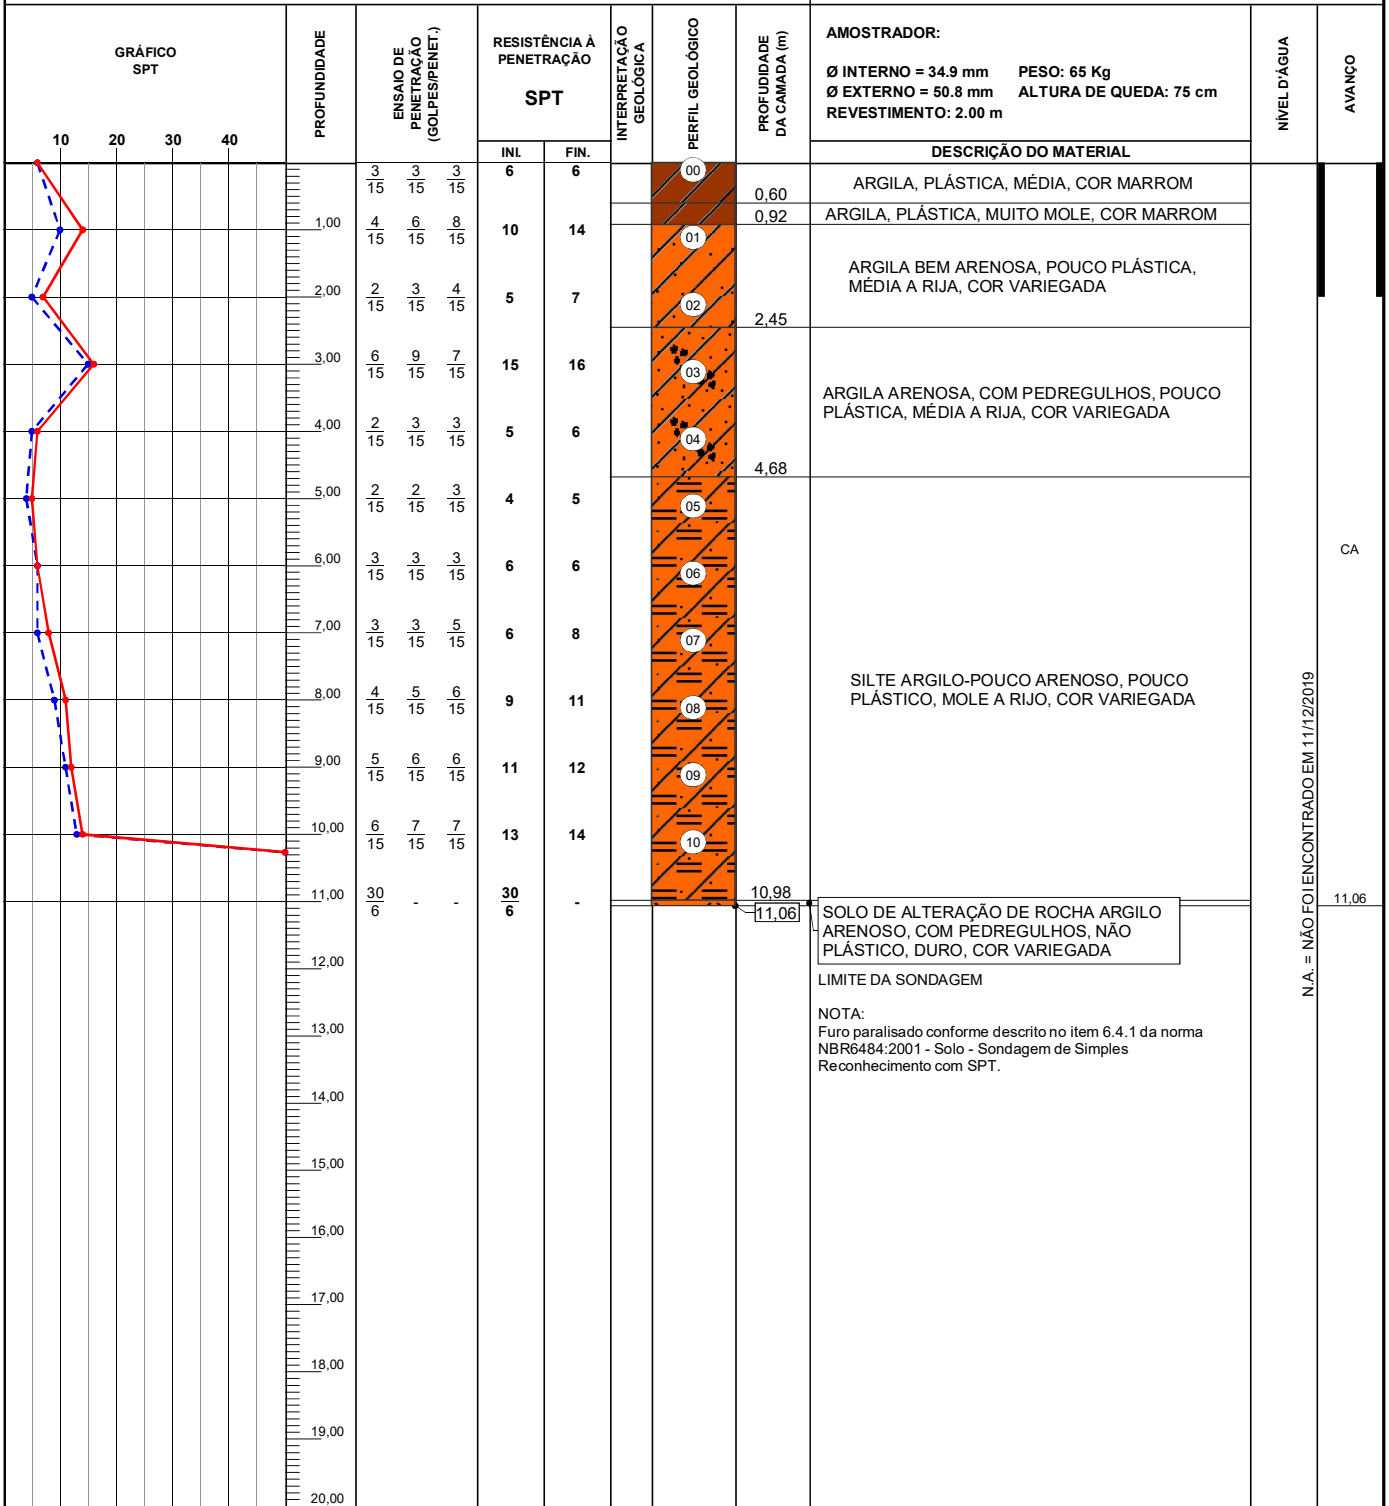 GRÁFICO
SPT
10 20 30 40
PROFUNDIDADE
ENSAIO DE
PENETRAÇÃO
(GOLPES/PENET.)
RESISTÊNCIA À
PENETRAÇÃO
SPT
INI. FIN.
INTERPRETAÇÃO
GEOLÓGICA
PERFIL GEOLÓGICO
PROFUDIDADE
DA CAMADA (m)
AMOSTRADOR:
Ø INTERNO = 34.9 mm PESO: 65 Kg
Ø EXTERNO = 50.8 mm ALTURA DE QUEDA: 75 cm
REVESTIMENTO: 2.00 m
DESCRIÇÃO DO MATERIAL
NÍVEL D'ÁGUA
AVANÇO
3/15 3/15 3/15 6 6
1,00 4/15 6/15 8/15 10 14
2,00 2/15 3/15 4/15 5 7
3,00 6/15 9/15 7/15 15 16
4,00 2/15 3/15 3/15 5 6
5,00 2/15 2/15 3/15 4 5
6,00 3/15 3/15 3/15 6 6
7,00 3/15 3/15 5/15 6 8
8,00 4/15 5/15 6/15 9 11
9,00 5/15 6/15 6/15 11 12
10,00 6/15 7/15 7/15 13 14
11,00 30/6 - - 30/6 -
12,00
13,00
14,00
15,00
16,00
17,00
18,00
19,00
20,00
00
01
02
03
04
05
06
07
08
09
10
0,60
0,92
2,45
4,68
10,98
11,06
ARGILA, PLÁSTICA, MÉDIA, COR MARROM
ARGILA, PLÁSTICA, MUITO MOLE, COR MARROM
ARGILA BEM ARENOSA, POUCO PLÁSTICA,
MÉDIA A RIJA, COR VARIEGADA
ARGILA ARENOSA, COM PEDREGULHOS, POUCO
PLÁSTICA, MÉDIA A RIJA, COR VARIEGADA
SILTE ARGILO-POUCO ARENOSO, POUCO
PLÁSTICO, MOLE A RIJO, COR VARIEGADA
SOLO DE ALTERAÇÃO DE ROCHA ARGILO
ARENOSO, COM PEDREGULHOS, NÃO
PLÁSTICO, DURO, COR VARIEGADA
LIMITE DA SONDAGEM
NOTA:
Furo paralisado conforme descrito no item 6.4.1 da norma
NBR6484:2001 - Solo - Sondagem de Simples
Reconhecimento com SPT.
N.A. = NÃO FOI ENCONTRADO EM 11/12/2019
CA
11,06